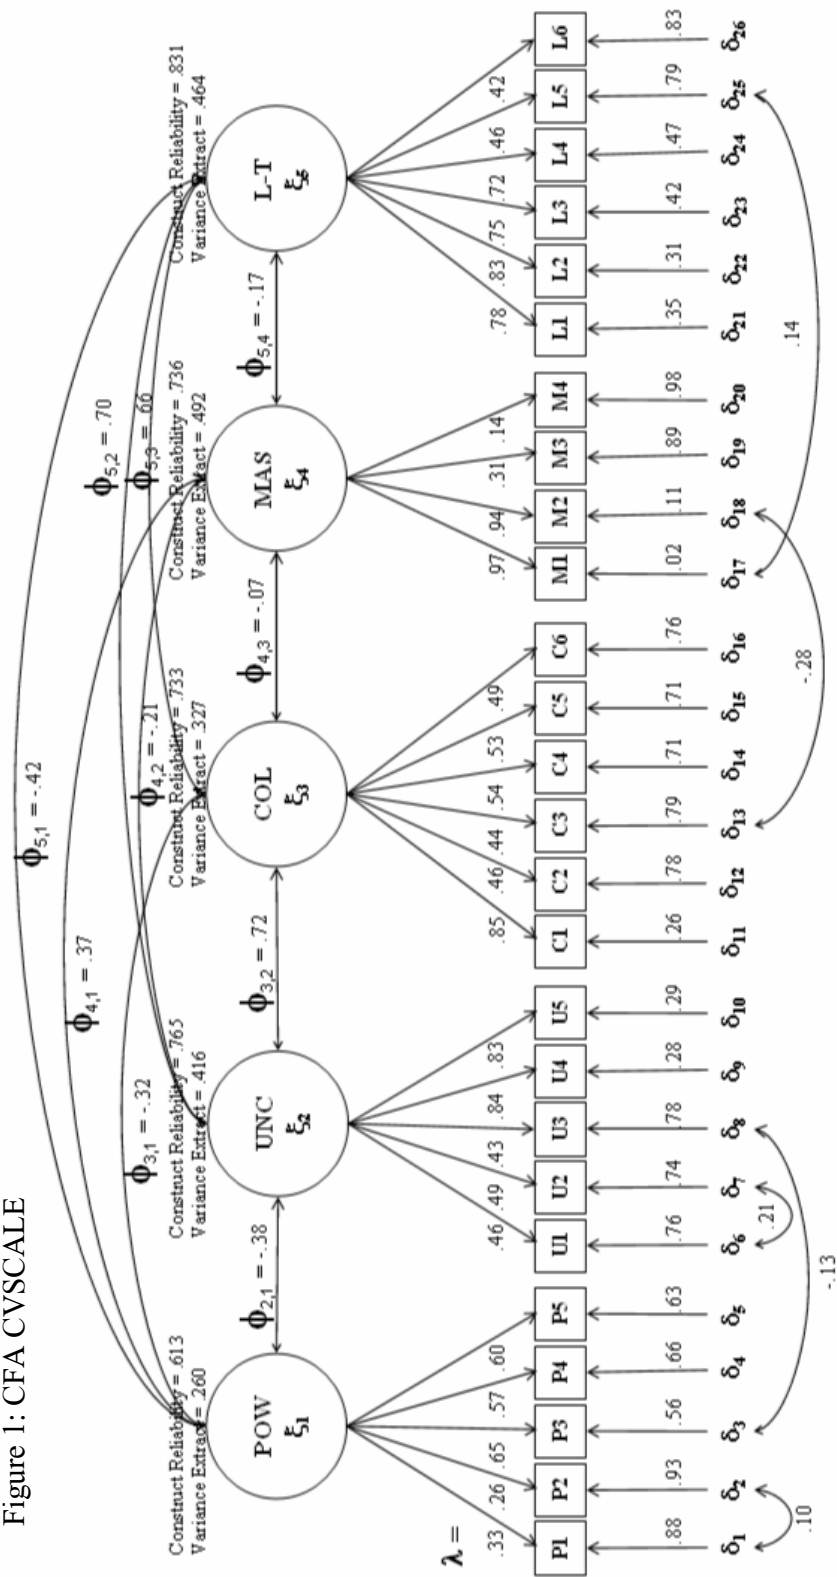 Figure 1: CFA CVSCALE
ϕ5,1 = -.42
ϕ4,1 = .37
ϕ5,2 = .70
ϕ3,1 = -.32
ϕ4,2 = -.21
ϕ5,3 = .66
Construct Reliability = .613
Variance Extract = .260
Construct Reliability = .765
Variance Extract = .416
Construct Reliability = .733
Variance Extract = .327
Construct Reliability = .736
Variance Extract = .492
Construct Reliability = .831
Variance Extract = .464
POW
ξ1
ϕ2,1 = -.38
UNC
ξ2
ϕ3,2 = .72
COL
ξ3
ϕ4,3 = -.07
MAS
ξ4
ϕ5,4 = -.17
L-T
ξ5
λ =
.33 .26 .65 .57 .60 .46 .49 .43 .84 .83 .85 .46 .44 .54 .53 .49 .97 .94 .31 .14 .78 .83 .75 .72 .46 .42
P1 P2 P3 P4 P5 U1 U2 U3 U4 U5 C1 C2 C3 C4 C5 C6 M1 M2 M3 M4 L1 L2 L3 L4 L5 L6
.88 .93 .56 .66 .63 .76 .74 .78 .28 .29 .26 .78 .79 .71 .71 .76 .02 .11 .89 .98 .35 .31 .42 .47 .79 .83
δ1 δ2 δ3 δ4 δ5 δ6 δ7 δ8 δ9 δ10 δ11 δ12 δ13 δ14 δ15 δ16 δ17 δ18 δ19 δ20 δ21 δ22 δ23 δ24 δ25 δ26
.10 .21 .14
-.13 -.28